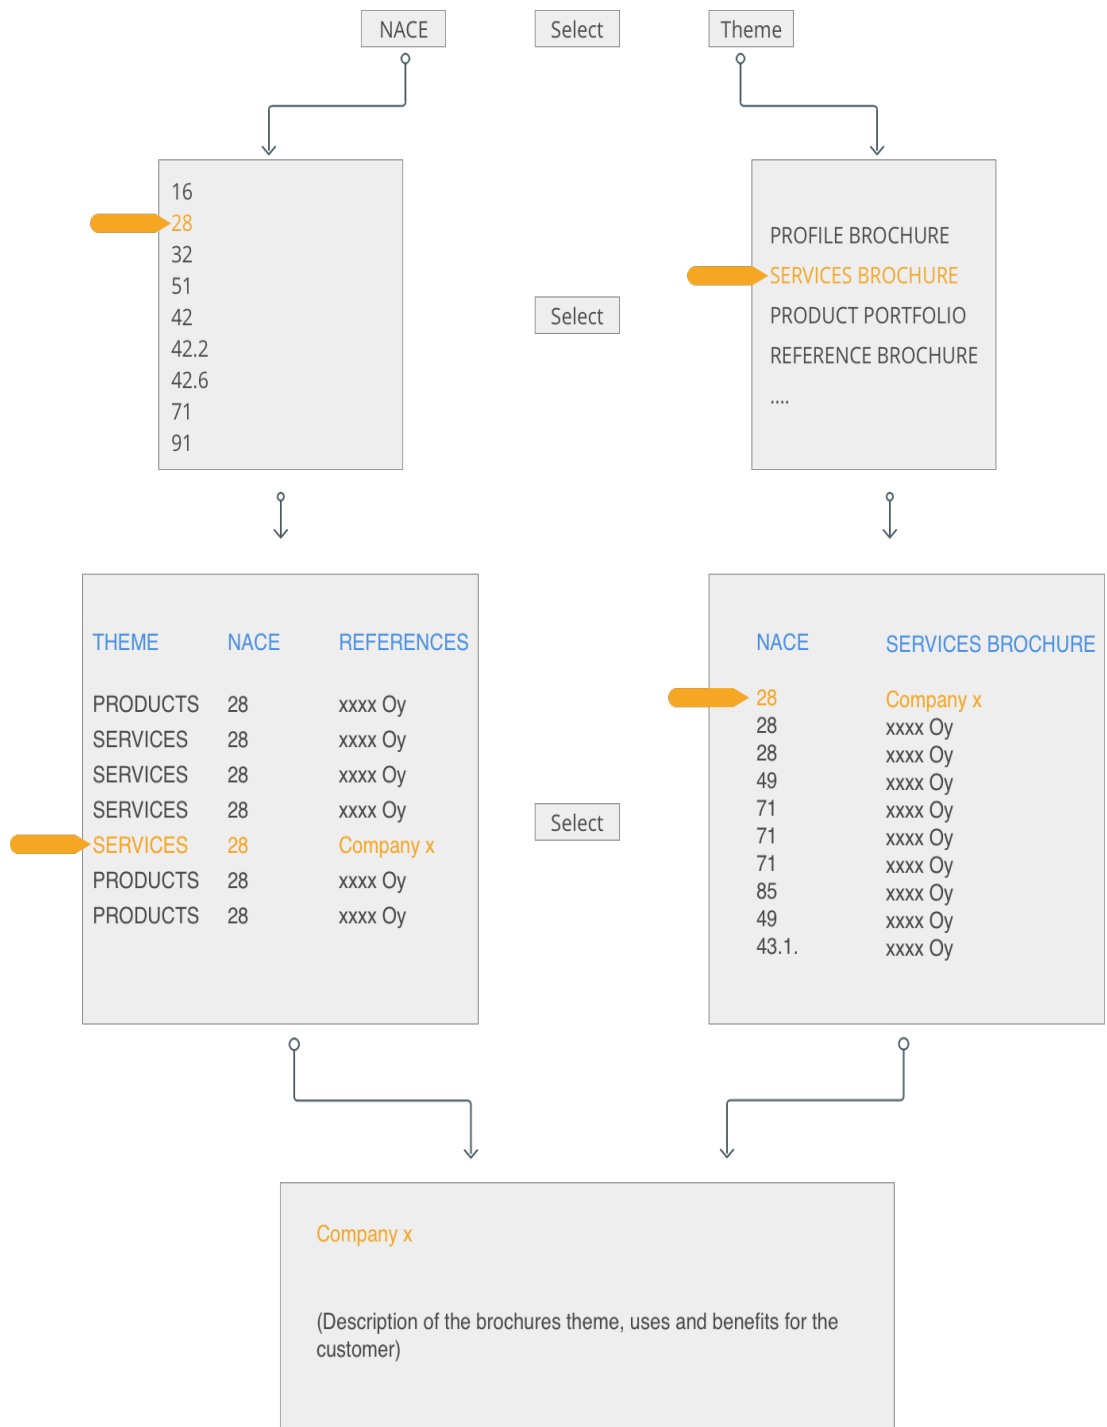 NACE Select Theme
16
28
32
51
42
42.2
42.6
71
91
Select
PROFILE BROCHURE
SERVICES BROCHURE
PRODUCT PORTFOLIO
REFERENCE BROCHURE
....
THEME NACE REFERENCES
PRODUCTS 28 xxxx Oy
SERVICES 28 xxxx Oy
SERVICES 28 xxxx Oy
SERVICES 28 xxxx Oy
SERVICES 28 Company x
PRODUCTS 28 xxxx Oy
PRODUCTS 28 xxxx Oy
Select
NACE SERVICES BROCHURE
28 Company x
28 xxxx Oy
28 xxxx Oy
49 xxxx Oy
71 xxxx Oy
71 xxxx Oy
71 xxxx Oy
85 xxxx Oy
49 xxxx Oy
43.1. xxxx Oy
Company x
(Description of the brochures theme, uses and benefits for the
customer)